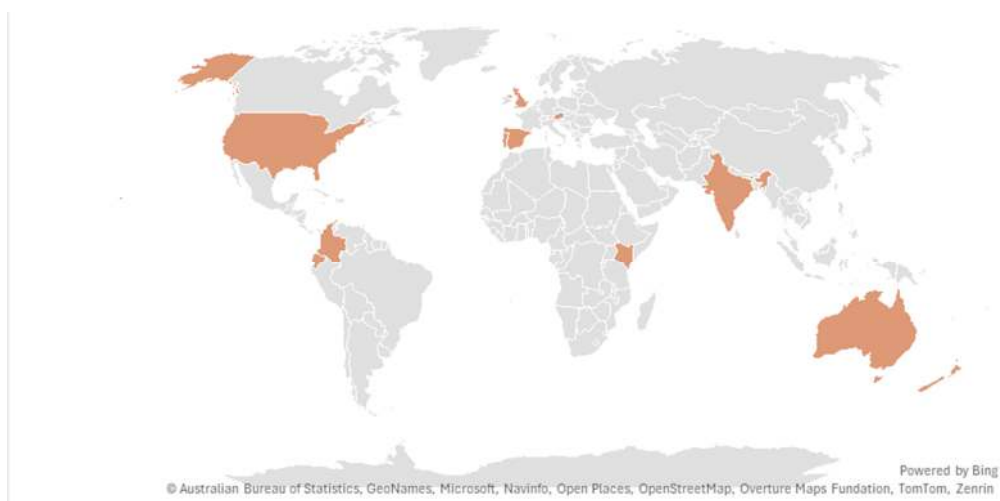 Powered by Bing
© Australian Bureau of Statistics, GeoNames, Microsoft, Navinfo, Open Places, OpenStreetMap, Overture Maps Fundation, TomTom, Zenrin